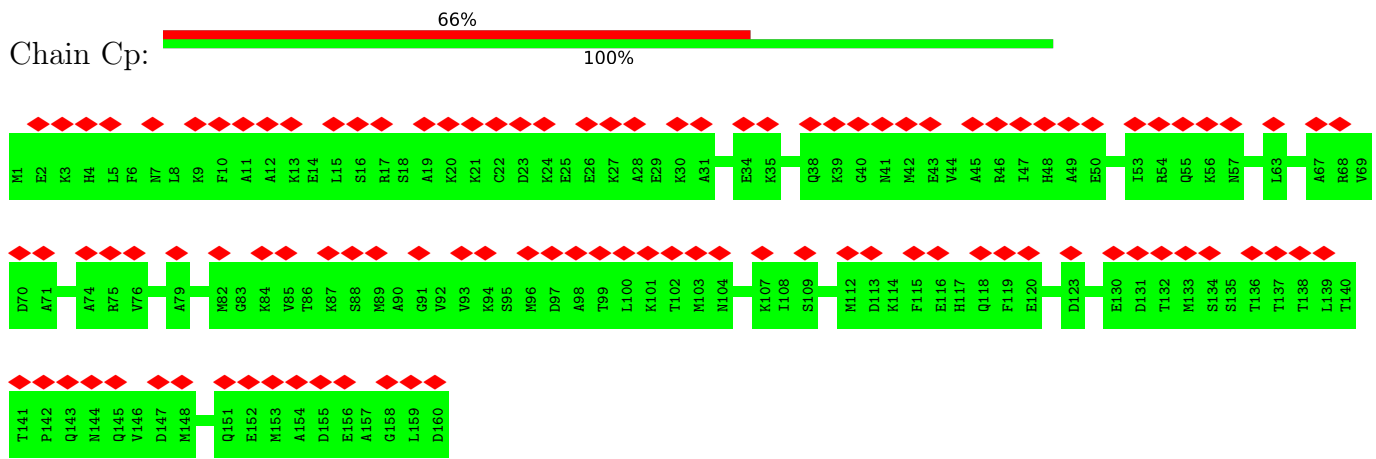 66%
Chain Cp:
100%
M1 E2 K3 H4 L5 F6 N7 L8 K9 F10 A11 A12 K13 E14 L15 S16 R17 S18 A19 K20 K21 C22 D23 K24 E25 E26 K27 A28 E29 K30 A31 E34 K35 Q38 K39 G40 N41 M42 E43 V44 A45 R46 I47 H48 A49 E50 I53 R54 Q55 K56 N57 L63 A67 R68 V69
D70 A71 A74 R75 V76 A79 M82 G83 K84 V85 T86 K87 S88 M89 A90 G91 V92 V93 K94 S95 M96 D97 A98 T99 L100 K101 T102 M103 N104 K107 I108 S109 M112 D113 K114 F115 E116 H117 Q118 F119 E120 D123 E130 D131 T132 M133 S134 S135 T136 T137 T138 L139 T140
T141 P142 Q143 N144 Q145 V146 D147 M148 Q151 E152 M153 A154 D155 E156 A157 G158 L159 D160